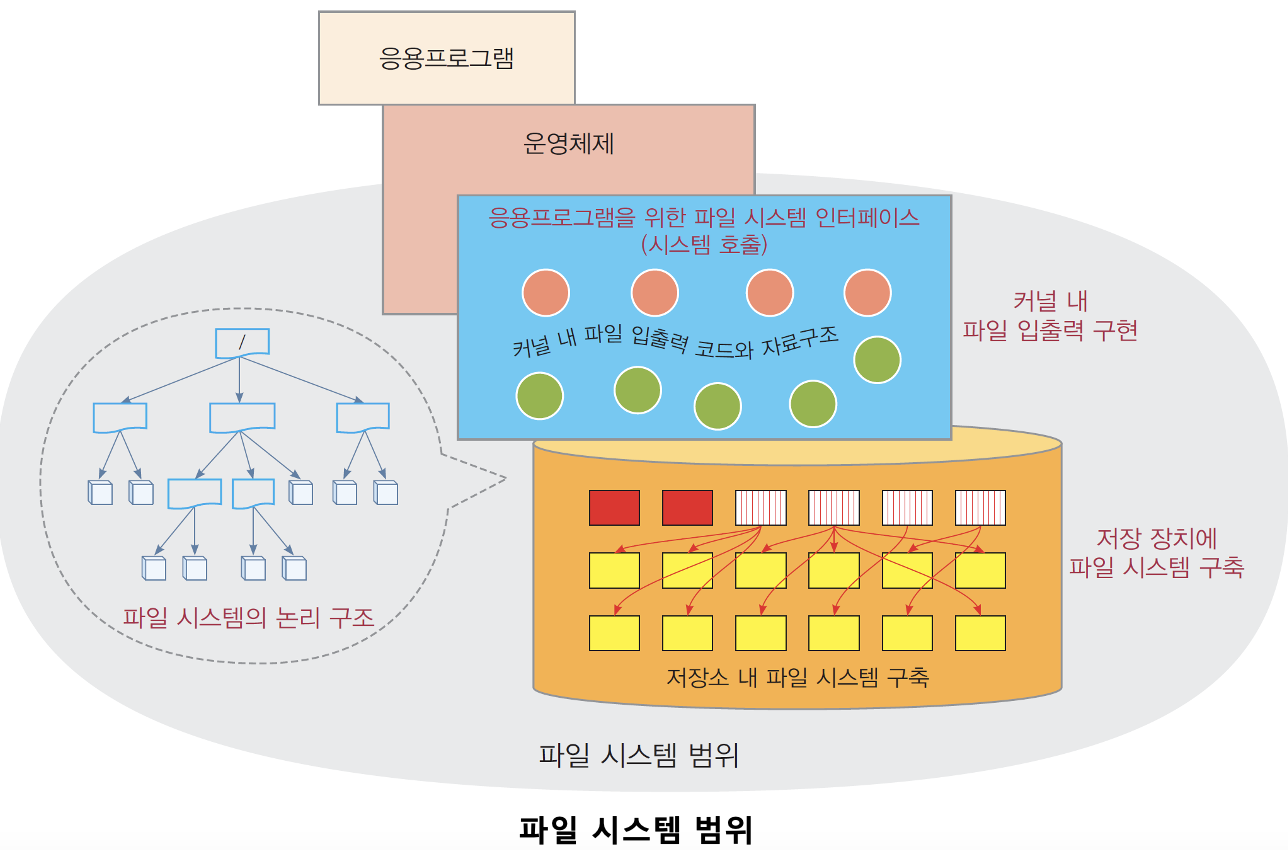 응용프로그램
운영체제
응용프로그램을 위한 파일 시스템 인터페이스
(시스템 호출)
커널 내 파일 입출력 코드와 자료구조
커널 내
파일 입출력 구현
/
파일 시스템의 논리 구조
저장 장치에
파일 시스템 구축
저장소 내 파일 시스템 구축
파일 시스템 범위
파일 시스템 범위